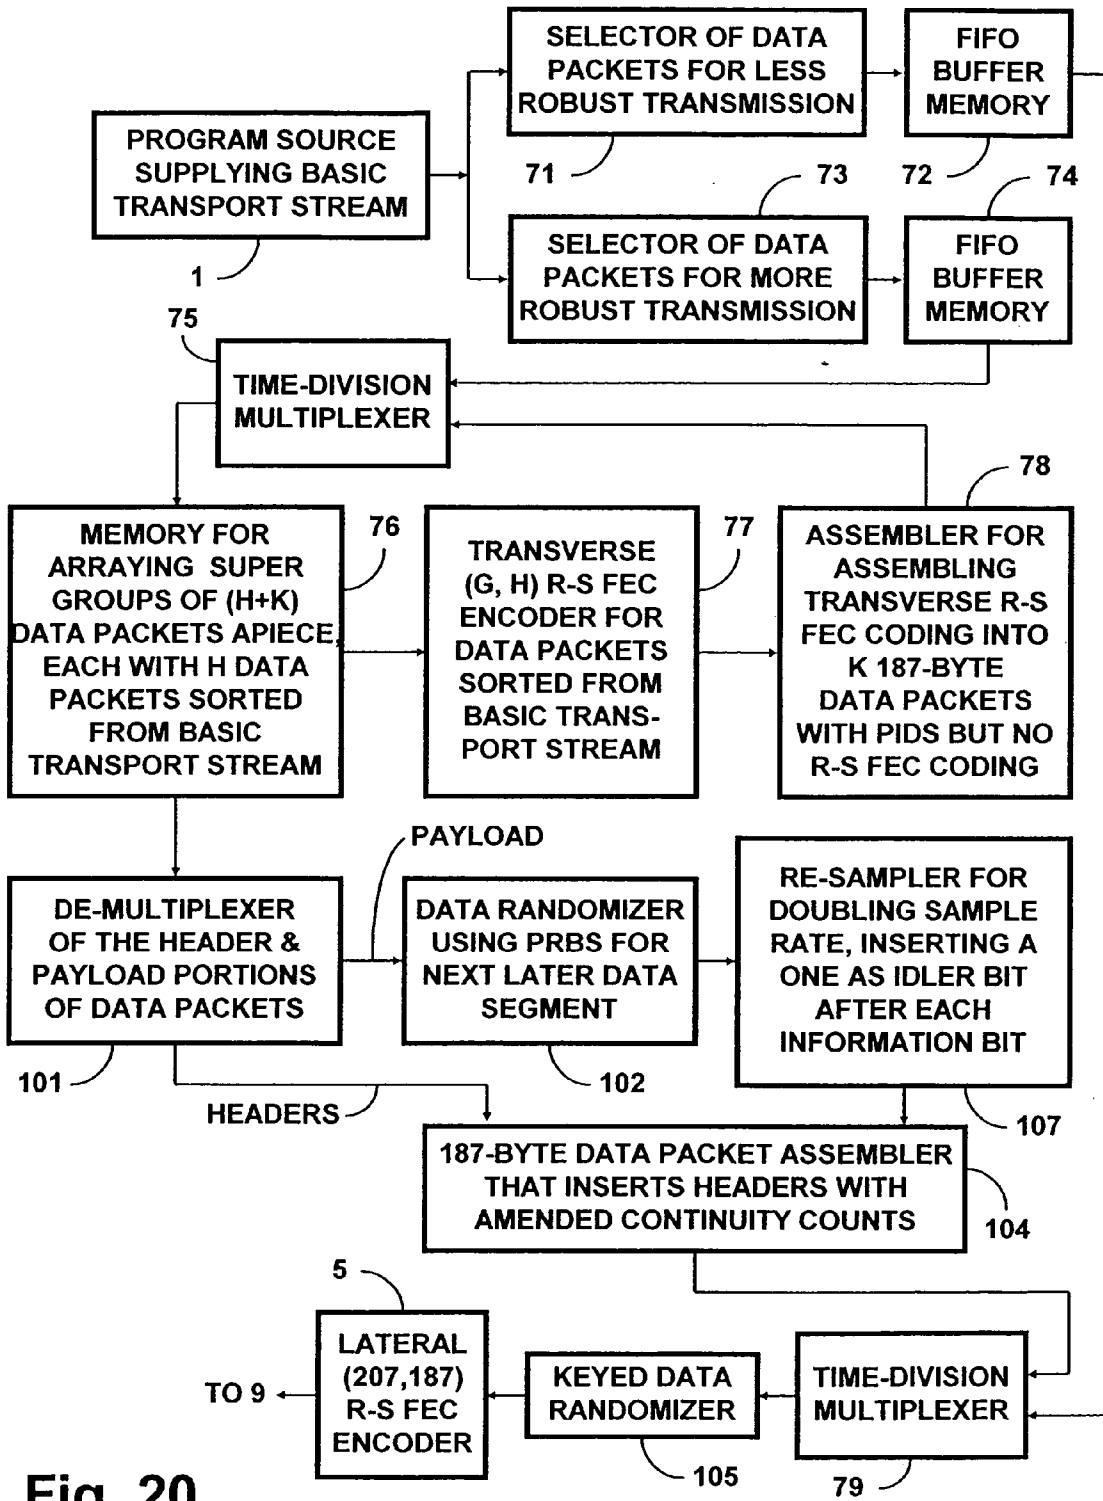 SELECTOR OF DATA
PACKETS FOR LESS
ROBUST TRANSMISSION
FIFO
BUFFER
MEMORY
PROGRAM SOURCE
SUPPLYING BASIC
TRANSPORT STREAM
71
73
72
74
1
SELECTOR OF DATA
PACKETS FOR MORE
ROBUST TRANSMISSION
FIFO
BUFFER
MEMORY
75
TIME-DIVISION
MULTIPLEXER
78
MEMORY FOR
ARRAYING SUPER
GROUPS OF (H+K)
DATA PACKETS APIECE,
EACH WITH H DATA
PACKETS SORTED
FROM BASIC
TRANSPORT STREAM
76
TRANSVERSE
(G, H) R-S FEC
ENCODER FOR
DATA PACKETS
SORTED FROM
BASIC TRANS-
PORT STREAM
77
ASSEMBLER FOR
ASSEMBLING
TRANSVERSE R-S
FEC CODING INTO
K 187-BYTE
DATA PACKETS
WITH PIDS BUT NO
R-S FEC CODING
PAYLOAD
DE-MULTIPLEXER
OF THE HEADER &
PAYLOAD PORTIONS
OF DATA PACKETS
DATA RANDOMIZER
USING PRBS FOR
NEXT LATER DATA
SEGMENT
RE-SAMPLER FOR
DOUBLING SAMPLE
RATE, INSERTING A
ONE AS IDLER BIT
AFTER EACH
INFORMATION BIT
101
102
HEADERS
107
187-BYTE DATA PACKET ASSEMBLER
THAT INSERTS HEADERS WITH
AMENDED CONTINUITY COUNTS
104
5
LATERAL
(207,187)
R-S FEC
ENCODER
TO 9
KEYED DATA
RANDOMIZER
TIME-DIVISION
MULTIPLEXER
105
79
Fig. 20